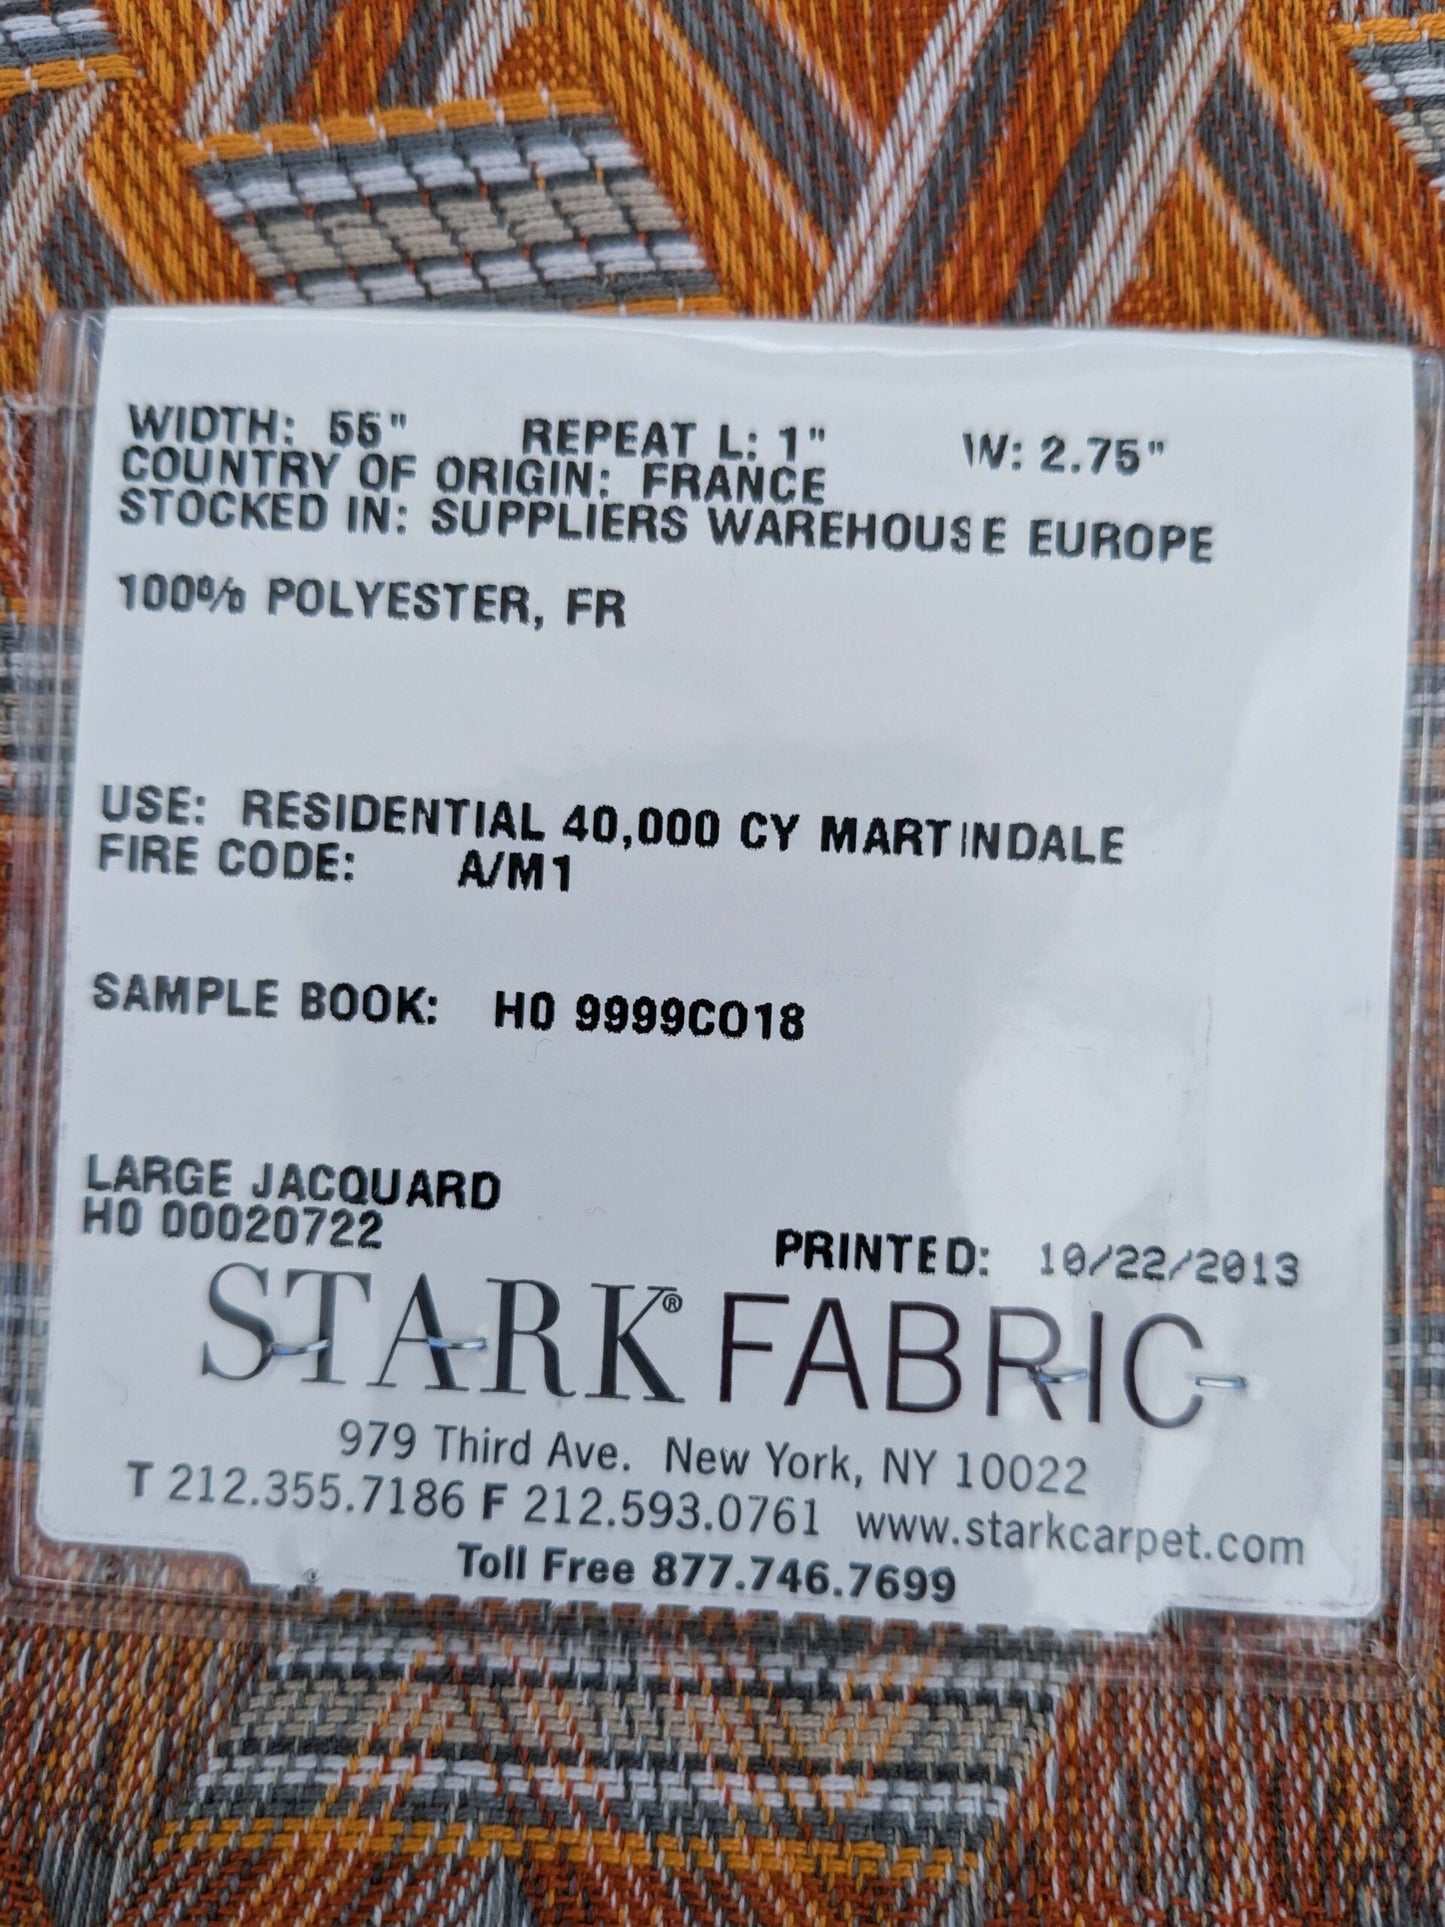 WIDTH: 55" REPEAT L: 1" W: 2.75"
COUNTRY OF ORIGIN: FRANCE
STOCKED IN: SUPPLIERS WAREHOUSE EUROPE
100% POLYESTER, FR
USE: RESIDENTIAL 40,000 CY MARTINDALE
FIRE CODE: A/M1
SAMPLE BOOK: H0 9999CO18
LARGE JACQUARD
H0 00020722
PRINTED: 10/22/2013
STARK® FABRIC
979 Third Ave. New York, NY 10022
T 212.355.7186 F 212.593.0761 www.starkcarpet.com
Toll Free 877.746.7699